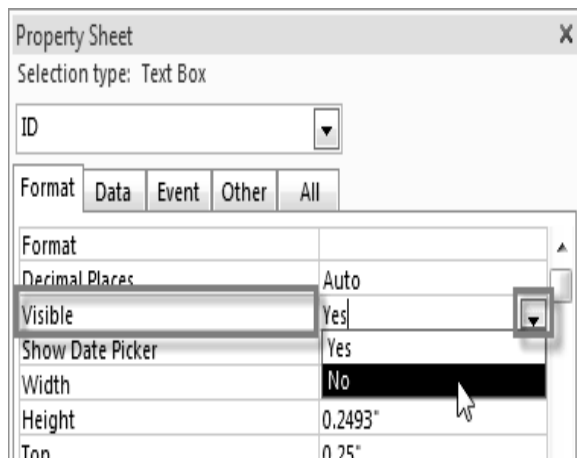 Property Sheet
Selection type: Text Box
ID
Format Data Event Other All
Format
Decimal Places Auto
Visible Yes
Yes
Show Date Picker
No
Width
Height 0.2493"
Top 0.25"